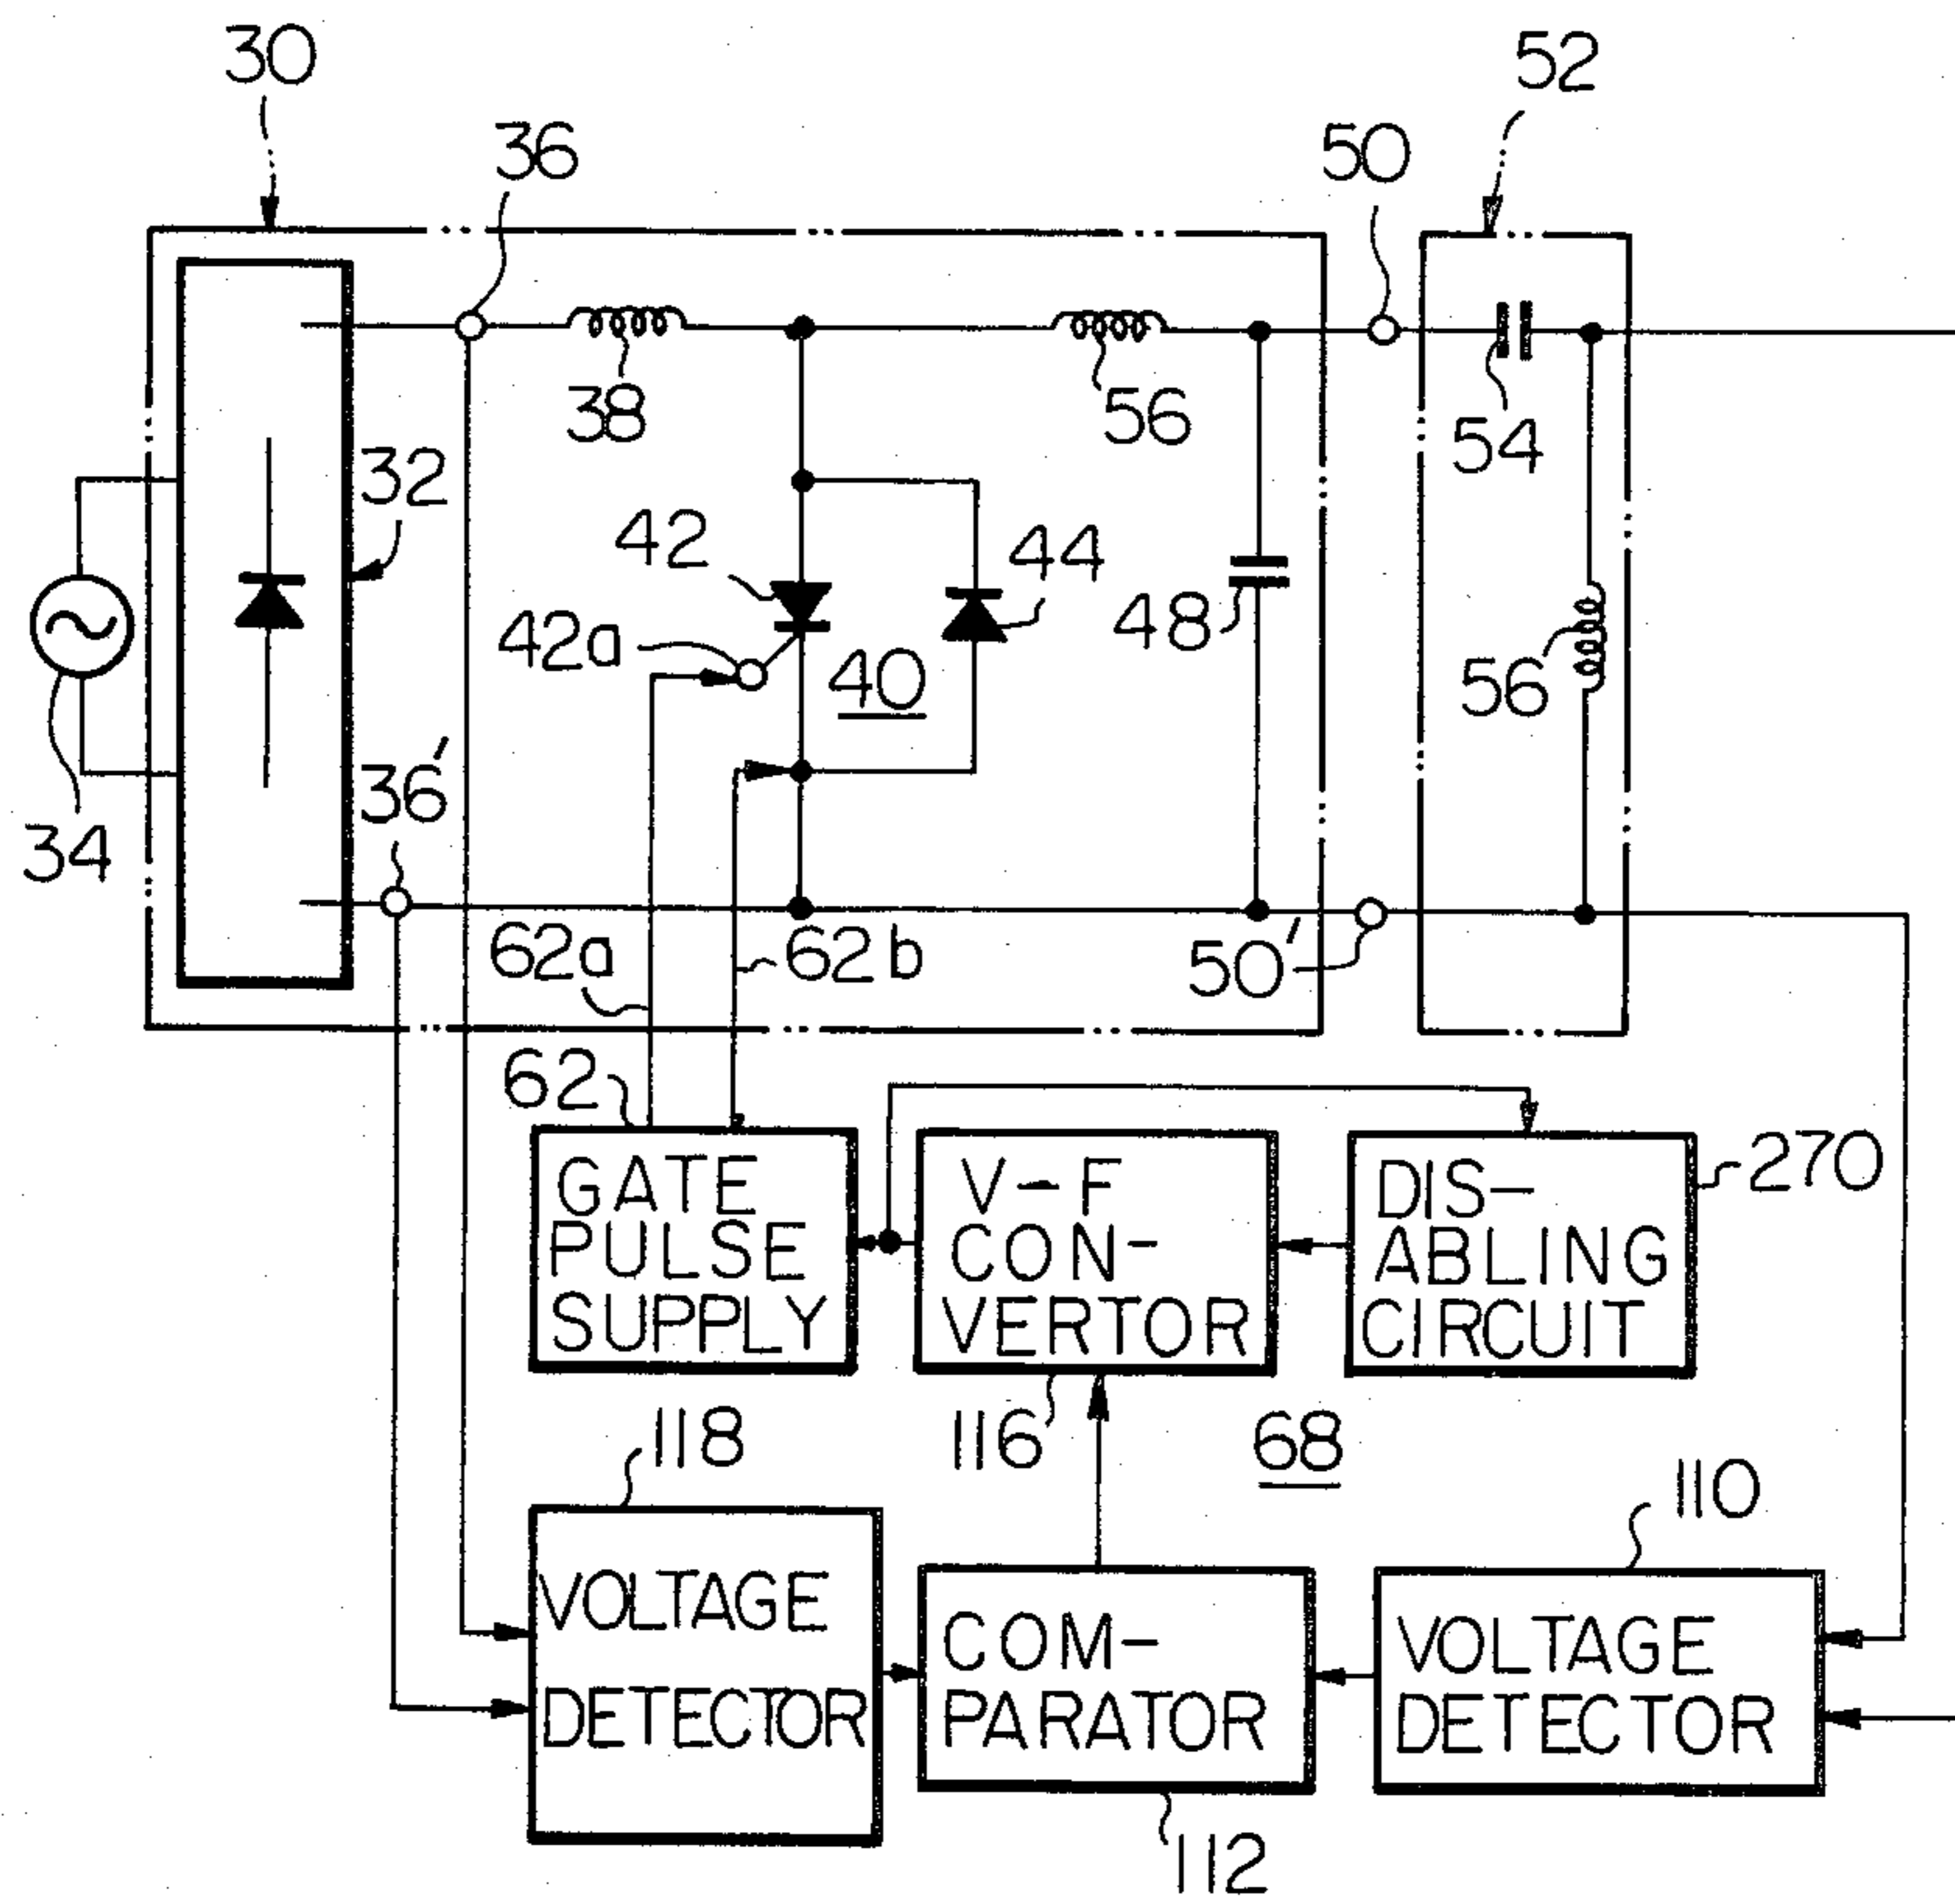 30
52
36
50
38
56
54
32
42
44
42a
40
48
56
36'
34
62a
62b
50'
62
GATE
PULSE
SUPPLY
V-F
CON-
VERTOR
DIS-
ABLING
CIRCUIT
270
118
116
68
110
VOLTAGE
DETECTOR
COM-
PARATOR
VOLTAGE
DETECTOR
112